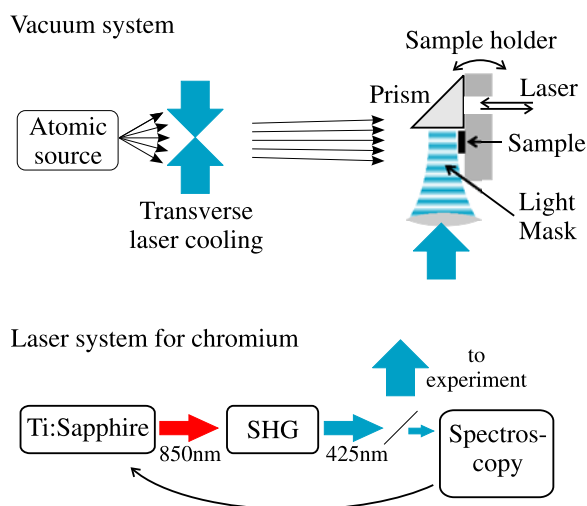 Vacuum system
Sample holder
Prism
Laser
Atomic
source
Sample
Transverse
laser cooling
Light
Mask
Laser system for chromium
to
experiment
Ti:Sapphire
850nm
SHG
425nm
Spectros-
copy